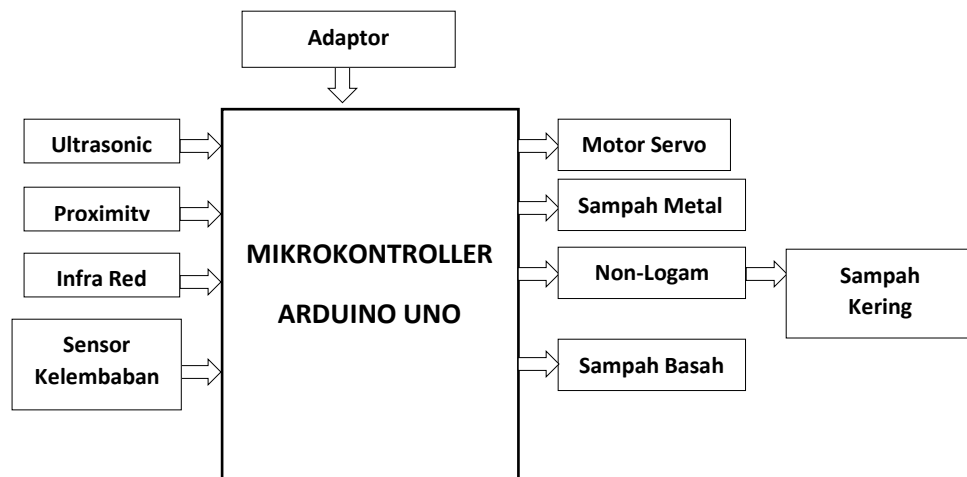 Adaptor
Ultrasonic
Proximitv
Infra Red
Sensor
Kelembaban
MIKROKONTROLLER
ARDUINO UNO
Motor Servo
Sampah Metal
Non-Logam
Sampah Basah
Sampah
Kering